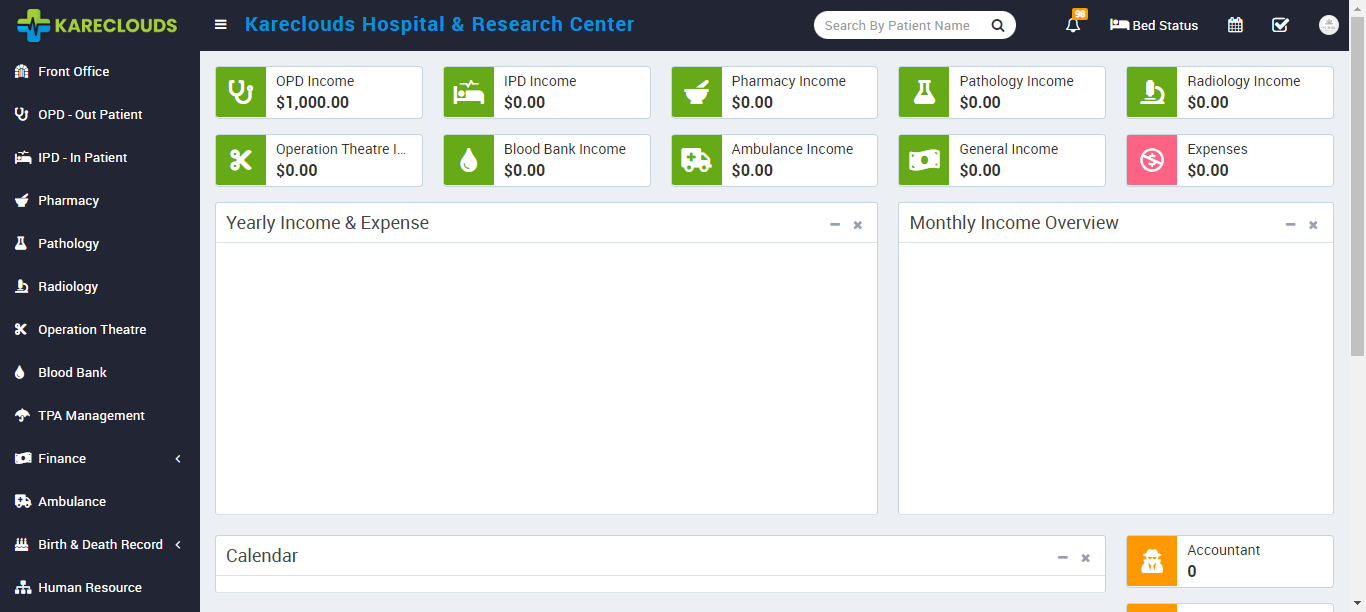 KARECLOUDS
Kareclouds Hospital & Research Center
Search By Patient Name
98
Bed Status
Front Office
OPD - Out Patient
IPD - In Patient
Pharmacy
Pathology
Radiology
Operation Theatre
Blood Bank
TPA Management
Finance
Ambulance
Birth & Death Record
Human Resource
OPD Income
$1,000.00
IPD Income
$0.00
Pharmacy Income
$0.00
Pathology Income
$0.00
Radiology Income
$0.00
Operation Theatre I...
$0.00
Blood Bank Income
$0.00
Ambulance Income
$0.00
General Income
$0.00
Expenses
$0.00
Yearly Income & Expense
Monthly Income Overview
Calendar
Accountant
0